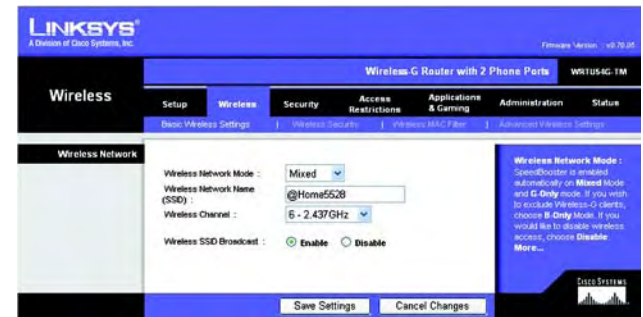 LINKSYS®
A Division of Cisco Systems, Inc.
Firmware Version : v0.70.05
Wireless-G Router with 2 Phone Ports
WRTU54G-TM
Wireless
Setup
Wireless
Security
Access Restrictions
Applications & Gaming
Administration
Status
Basic Wireless Settings | Wireless Security | Wireless MAC Filter | Advanced Wireless Settings
Wireless Network
Wireless Network Mode : Mixed
Wireless Network Name (SSID) : @Home5528
Wireless Channel : 6 - 2.437GHz
Wireless SSID Broadcast : Enable Disable
Wireless Network Mode :
SpeedBooster is enabled
automatically on Mixed Mode
and G-Only mode. If you wish
to exclude Wireless-G clients,
choose B-Only Mode. If you
would like to disable wireless
access, choose Disable.
More...
Save Settings
Cancel Changes
CISCO SYSTEMS